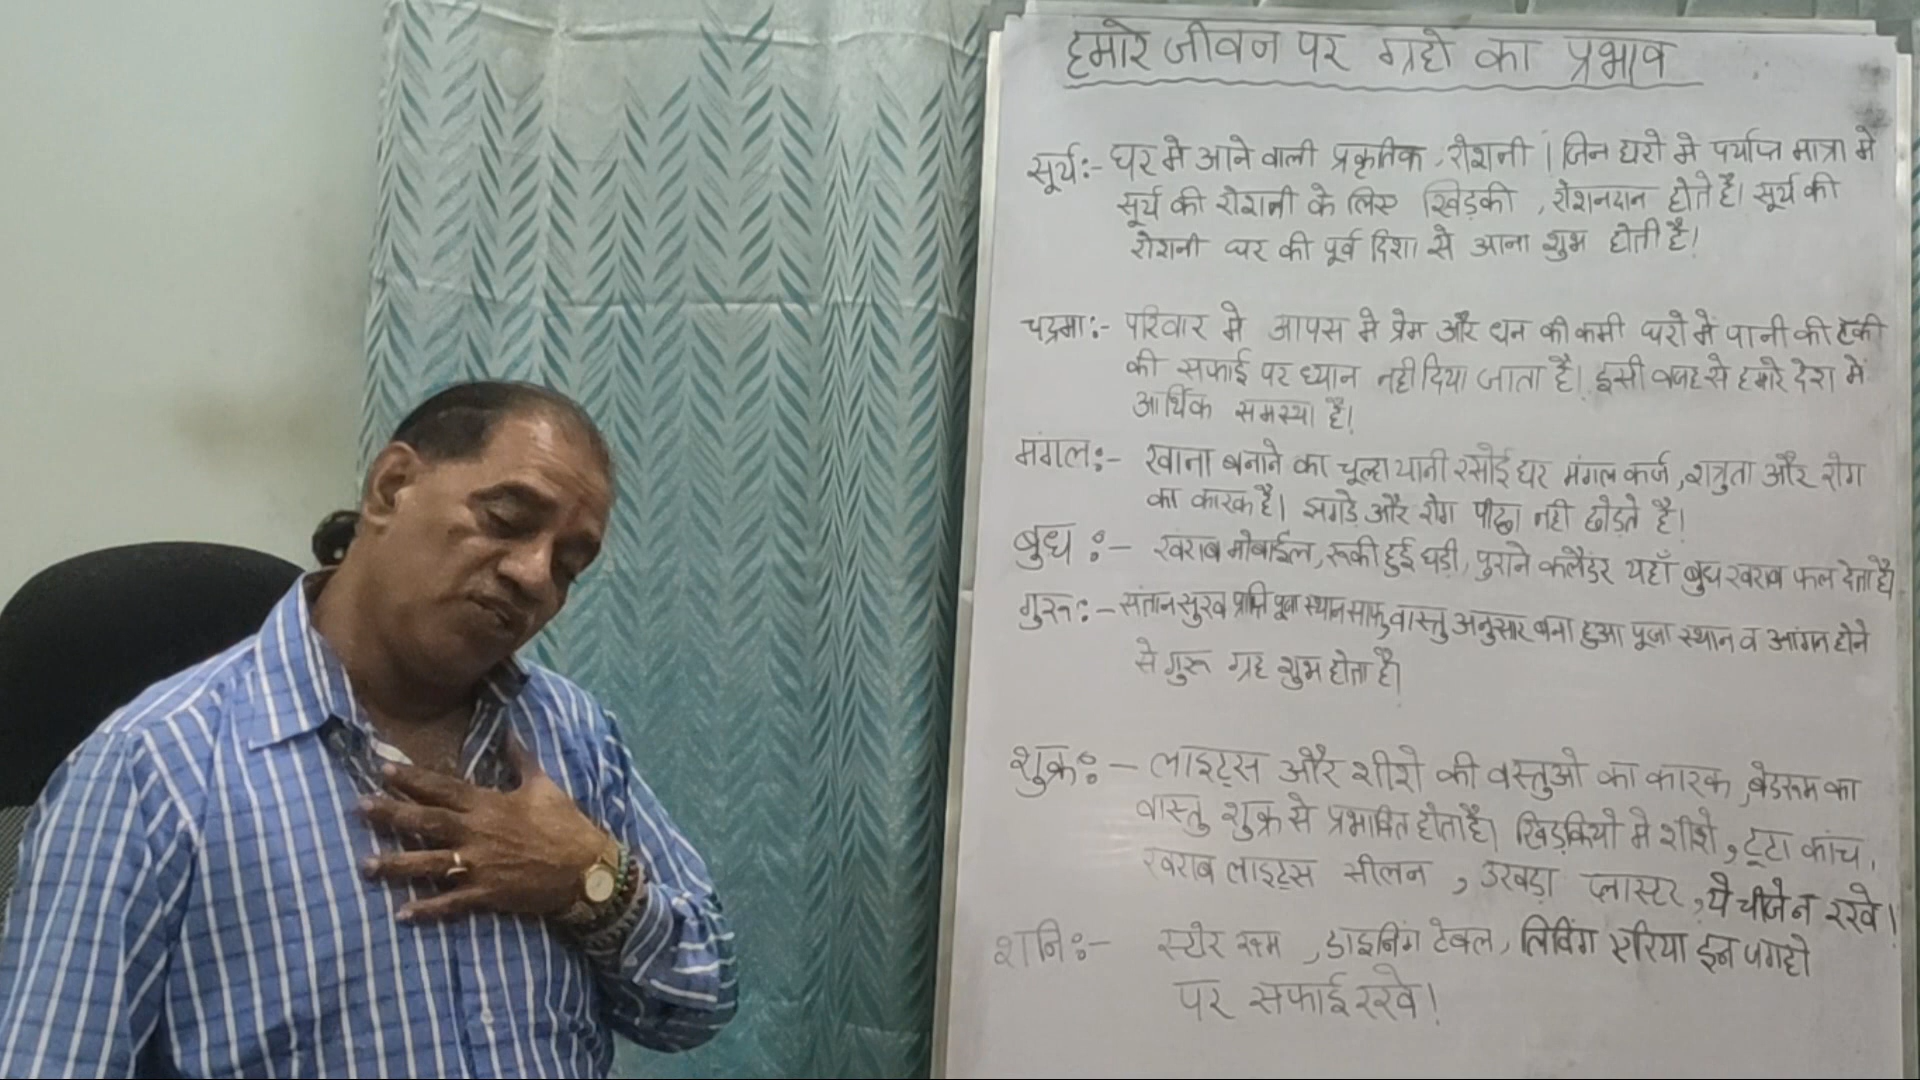 हमारे जीवन पर ग्रहो का प्रभाव
सूर्य:- घर मे आने वाली प्रकृतिक रोशनी । जिन घरो मे पर्याप्त मात्रा मे
सूर्य की रोशनी के लिए खिड़की , रोशनदान होते है। सूर्य की
रोशनी घर की पूर्व दिशा से आना शुभ होती है।
चद्रमा:- परिवार मे आपस मे प्रेम और धन की कमी घरो में पानी की टंकी
की सफाई पर ध्यान नही दिया जाता है। इसी वजह से हमारे देश में
आर्थिक समस्या है।
मंगल:- खाना बनाने का चूल्हा यानी रसोई घर मंगल कर्ज, शत्रुता और रोग
का कारक है। झगड़े और रोग पीछा नही छोड़ते है।
बुध :- खराब मोबाईल, रूकी हुई घड़ी, पुराने कलैंडर यहाँ बुध खराब फल देता है
गुरू:- संतान सुख प्राप्ति पूजा स्थान साफ, वास्तु अनुसार बना हुआ पूजा स्थान व आंगन होने
से गुरू ग्रह शुभ होता है।
शुक्र:- लाइट्स और शीशे की वस्तुओ का कारक ,बेडरूम का
वास्तु शुक्र से प्रभावित होता है। खिड़कियो मे शीशे, टूटा कांच,
खराब लाइट्स सीलन , उखड़ा प्लास्टर, ये चीजे न रखे।
शनि:- स्टोर रूम , डाइनिंग टेबल, लिविंग एरिया इन जगहो
पर सफाई रखे!